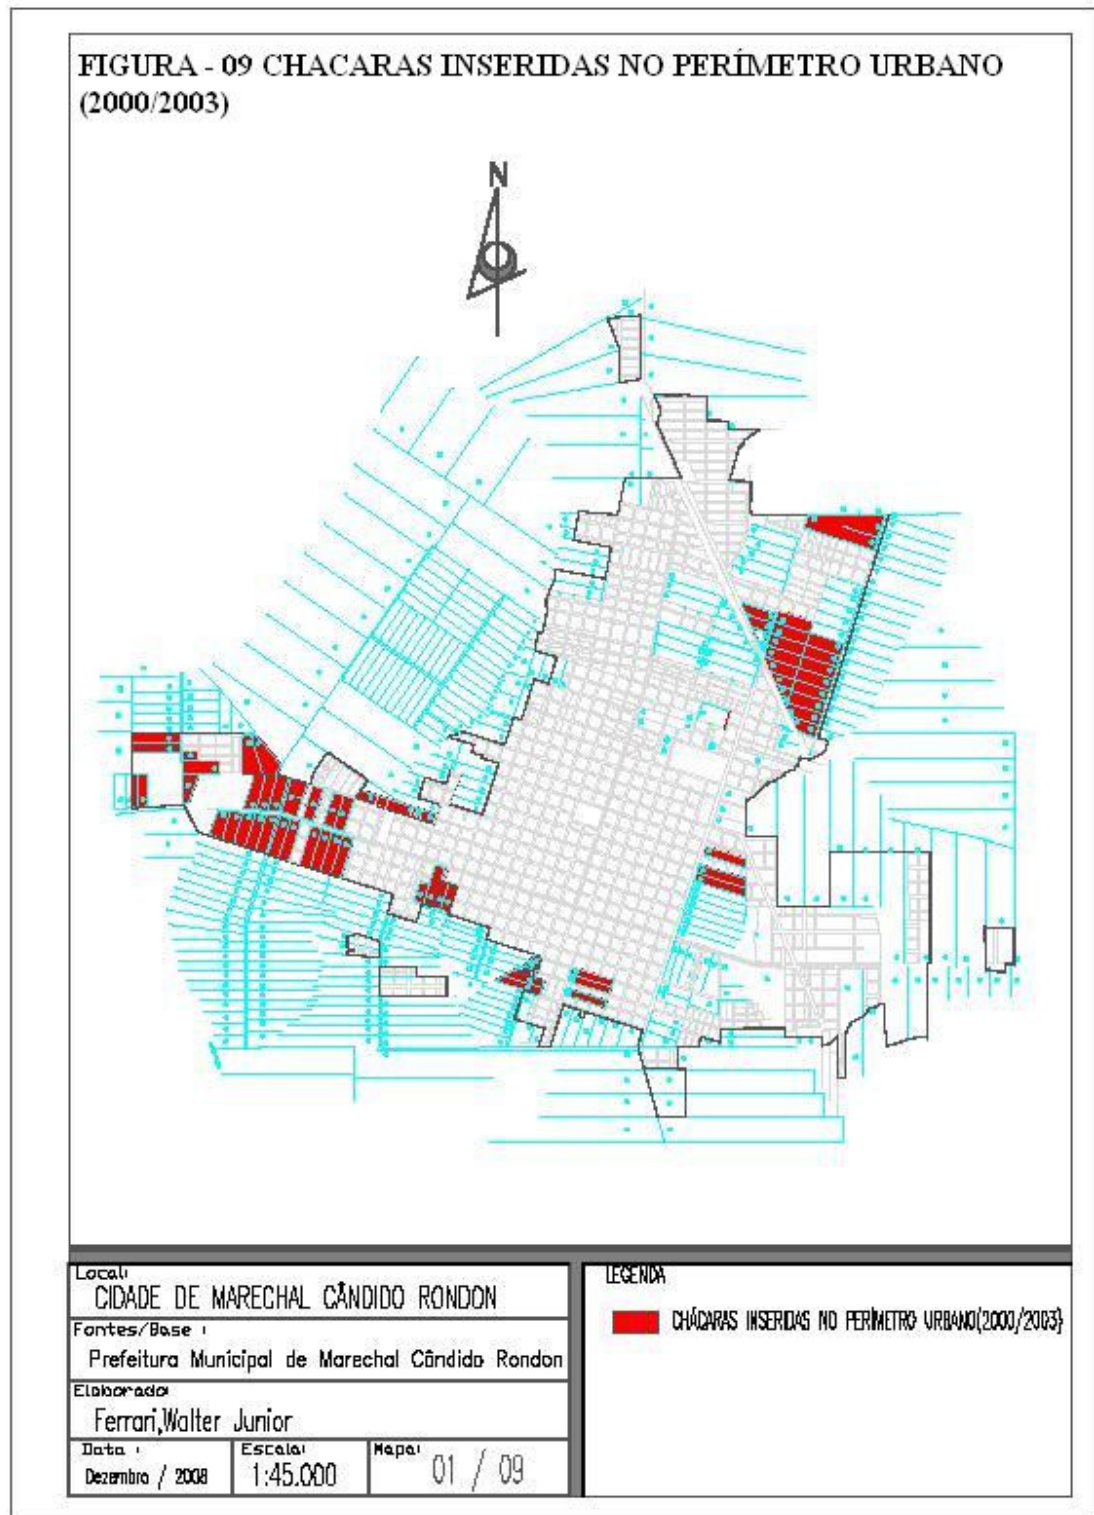 FIGURA - 09 CHACARAS INSERIDAS NO PERÍMETRO URBANO
(2000/2003)
N
Local:
CIDADE DE MARECHAL CÂNDIDO RONDON
Fontes/Base :
Prefeitura Municipal de Marechal Cândido Rondon
Elaborado:
Ferrari,Walter Junior
Data :
Dezembro / 2008
Escala:
1:45.000
Mapa:
01 / 09
LEGENDA
CHÁCARAS INSERIDAS NO PERÍMETRO URBANO(2000/2003)